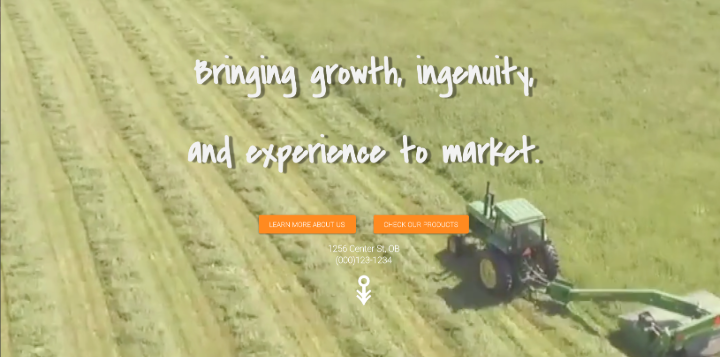 Bringing growth, ingenuity,
and experience to market.
LEARN MORE ABOUT US
CHECK OUR PRODUCTS
1256 Center St, OB
(000)123-1234